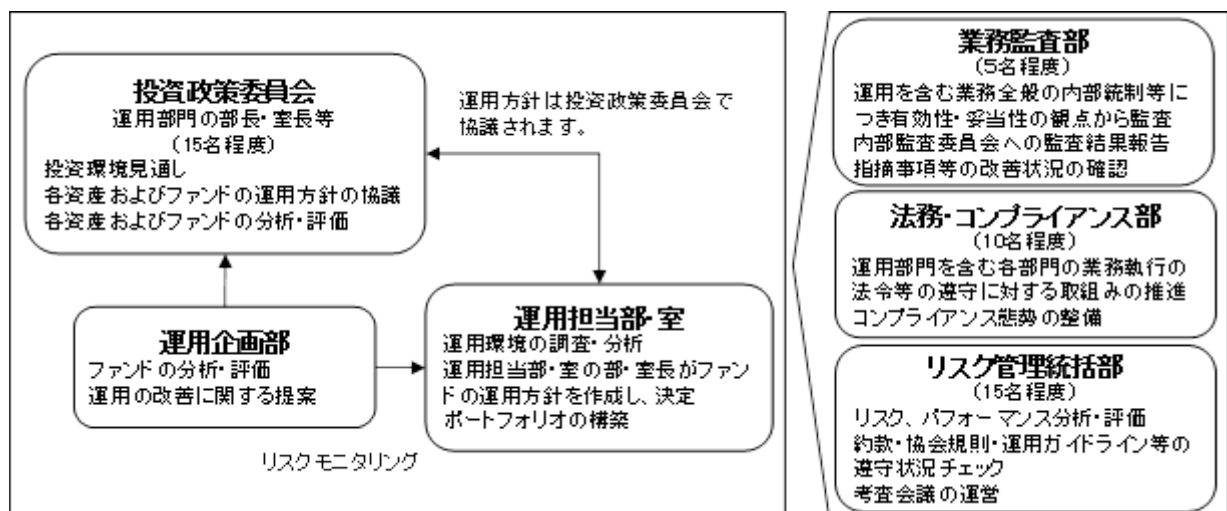 投資政策委員会
運用部門の部長・室長等
(15名程度)
投資環境見通し
各資産およびファンドの運用方針の協議
各資産およびファンドの分析・評価
運用方針は投資政策委員会で
協議されます。
運用企画部
ファンドの分析・評価
運用の改善に関する提案
運用担当部・室
運用環境の調査・分析
運用担当部・室の部・室長がファン
ドの運用方針を作成し、決定
ポートフォリオの構築
リスクモニタリング
業務監査部
(5名程度)
運用を含む業務全般の内部統制等に
つき有効性・妥当性の観点から監査
内部監査委員会への監査結果報告
指摘事項等の改善状況の確認
法務・コンプライアンス部
(10名程度)
運用部門を含む各部門の業務執行の
法令等の遵守に対する取組みの推進
コンプライアンス態勢の整備
リスク管理統括部
(15名程度)
リスク、パフォーマンス分析・評価
約款・協会規則・運用ガイドライン等の
遵守状況チェック
考査会議の運営